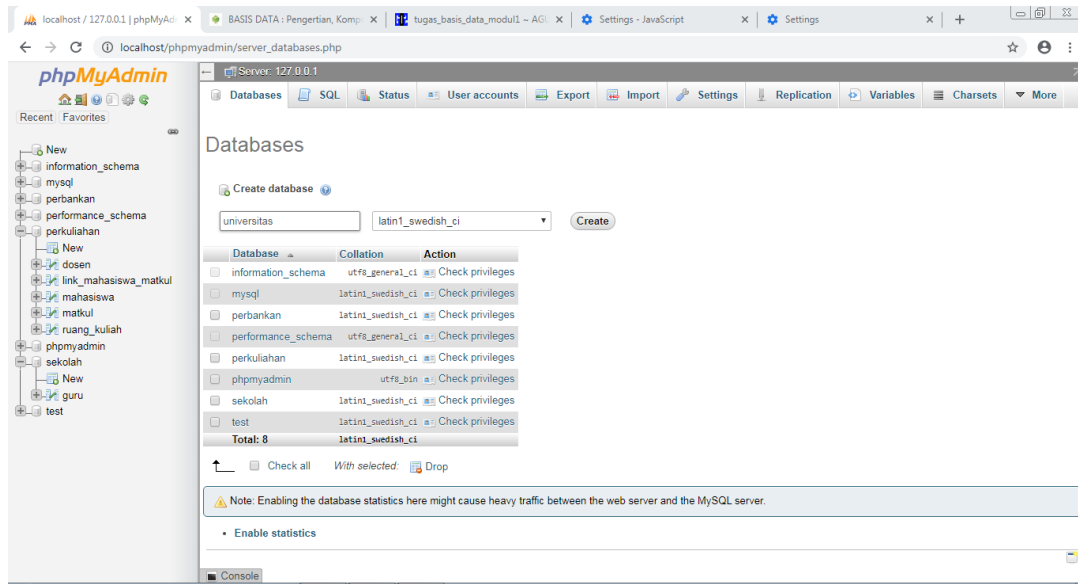 localhost / 127.0.0.1 | phpMyAd
BASIS DATA : Pengertian, Komp
tugas_basis_data_modul1 ~ AGU
Settings - JavaScript
Settings
localhost/phpmyadmin/server_databases.php
phpMyAdmin
Recent Favorites
New
information_schema
mysql
perbankan
performance_schema
perkuliahan
New
dosen
link_mahasiswa_matkul
mahasiswa
matkul
ruang_kuliah
phpmyadmin
sekolah
New
guru
test
Server: 127.0.0.1
Databases SQL Status User accounts Export Import Settings Replication Variables Charsets More
Databases
Create database
universitas latin1_swedish_ci Create
Database Collation Action
information_schema utf8_general_ci Check privileges
mysql latin1_swedish_ci Check privileges
perbankan latin1_swedish_ci Check privileges
performance_schema utf8_general_ci Check privileges
perkuliahan latin1_swedish_ci Check privileges
phpmyadmin utf8_bin Check privileges
sekolah latin1_swedish_ci Check privileges
test latin1_swedish_ci Check privileges
Total: 8 latin1_swedish_ci
Check all With selected: Drop
Note: Enabling the database statistics here might cause heavy traffic between the web server and the MySQL server.
Enable statistics
Console